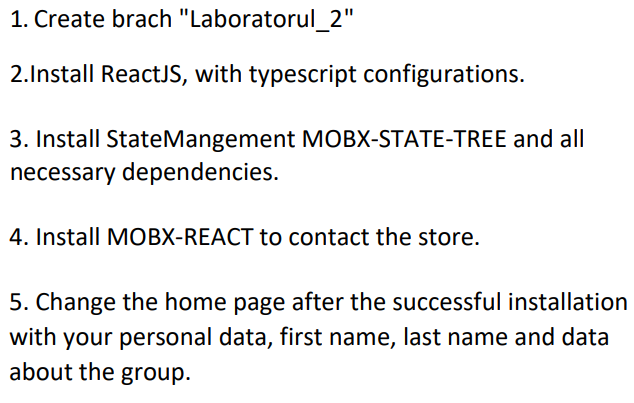 1. Create brach "Laboratorul_2"
2.Install ReactJS, with typescript configurations.
3. Install StateMangement MOBX-STATE-TREE and all
necessary dependencies.
4. Install MOBX-REACT to contact the store.
5. Change the home page after the successful installation
with your personal data, first name, last name and data
about the group.